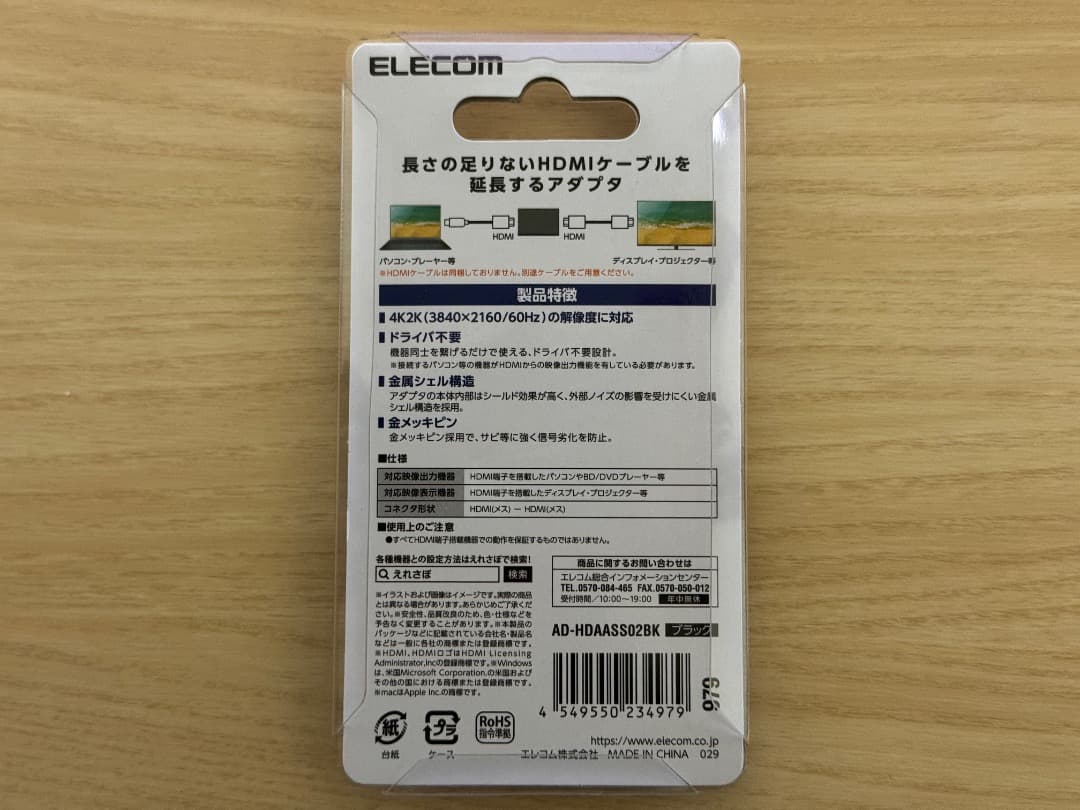 ELECOM
長さの足りないHDMIケーブルを
延長するアダプタ
HDMI HDMI
パソコン・プレーヤー等 ディスプレイ・プロジェクター等
※HDMIケーブルは同梱しておりません。別途ケーブルをご用意ください。
製品特徴
4K2K(3840×2160/60Hz)の解像度に対応
ドライバ不要
機器同士を繋げるだけで使える、ドライバ不要設計。
※接続するパソコン等の機器がHDMIからの映像出力機能を有している必要があります。
金属シェル構造
アダプタの本体内部はシールド効果が高く、外部ノイズの影響を受けにくい金属
シェル構造を採用。
金メッキピン
金メッキピン採用で、サビ等に強く信号劣化を防止。
■仕様
対応映像出力機器 HDMI端子を搭載したパソコンやBD/DVDプレーヤー等
対応映像表示機器 HDMI端子を搭載したディスプレイ・プロジェクター等
コネクタ形状 HDMI(メス) − HDMI(メス)
■使用上のご注意
●すべてHDMI端子搭載機器での動作を保証するものではありません。
各種機器との設定方法はえれさぽで検索!
えれさぽ 検索
※イラストおよび画像はイメージです。実際の商品
とは異なる場合があります。あらかじめご了承くだ
さい。※安全性、品質改良のため、色・仕様などを
予告なく変更することがあります。※本製品の
パッケージなどに記載されている会社名・製品名
などは一般に各社の商標または登録商標です。
※HDMI、HDMIロゴはHDMI Licensing
Administrator,Incの登録商標です。※Windows
は、米国Microsoft Corporation.の米国および
その他の国における商標または登録商標です。
※macはApple Inc.の商標です。
商品に関するお問い合わせは
エレコム総合インフォメーションセンター
TEL.0570-084-465 FAX.0570-050-012
受付時間/10:00〜19:00 年中無休
AD-HDAASS02BK ブラック
4 549550 234979
979
紙 プラ RoHS
指令準拠
台紙 ケース
https://www.elecom.co.jp
エレコム株式会社 MADE IN CHINA 029